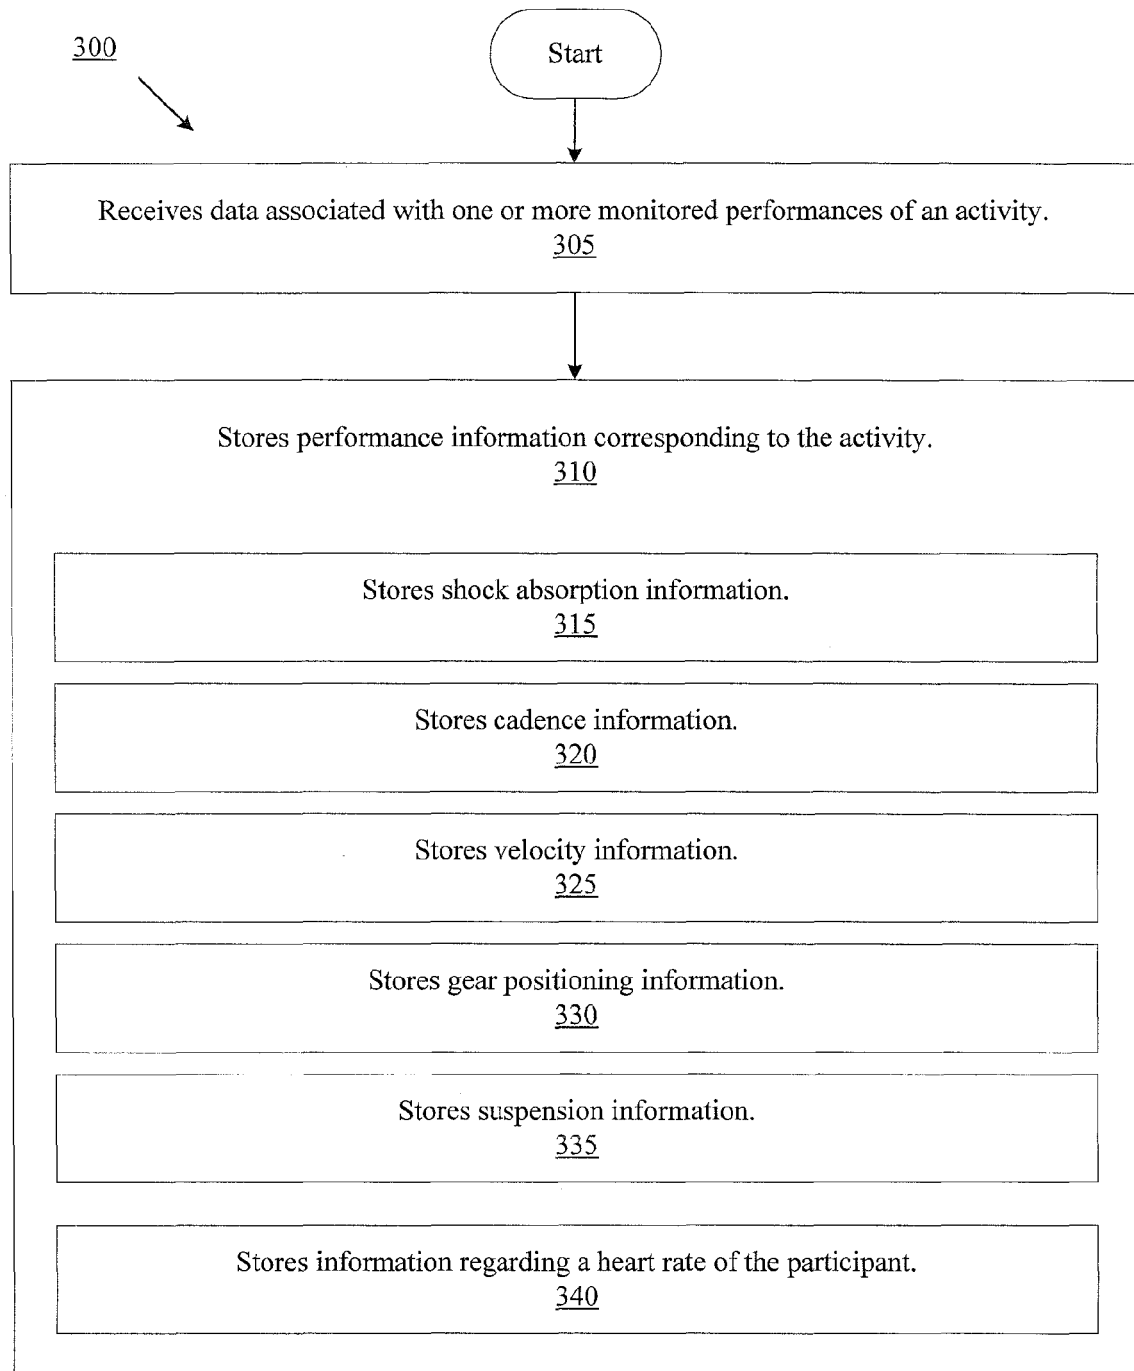 300
Start
Receives data associated with one or more monitored performances of an activity.
305
Stores performance information corresponding to the activity.
310
Stores shock absorption information.
315
Stores cadence information.
320
Stores velocity information.
325
Stores gear positioning information.
330
Stores suspension information.
335
Stores information regarding a heart rate of the participant.
340